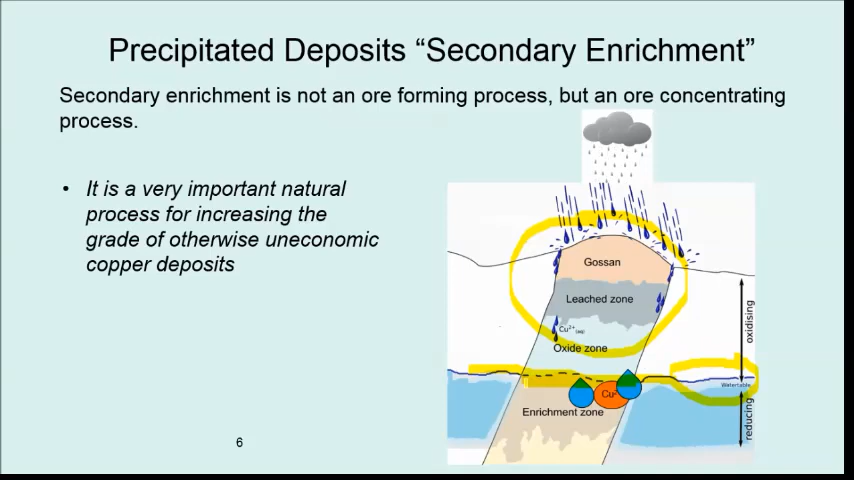 Precipitated Deposits “Secondary Enrichment”
Secondary enrichment is not an ore forming process, but an ore concentrating
process.
• It is a very important natural
process for increasing the
grade of otherwise uneconomic
copper deposits
Gossan
Leached zone
Cu²⁺(aq)
Oxide zone
oxidising
Watertable
Cu
Enrichment zone
reducing
6